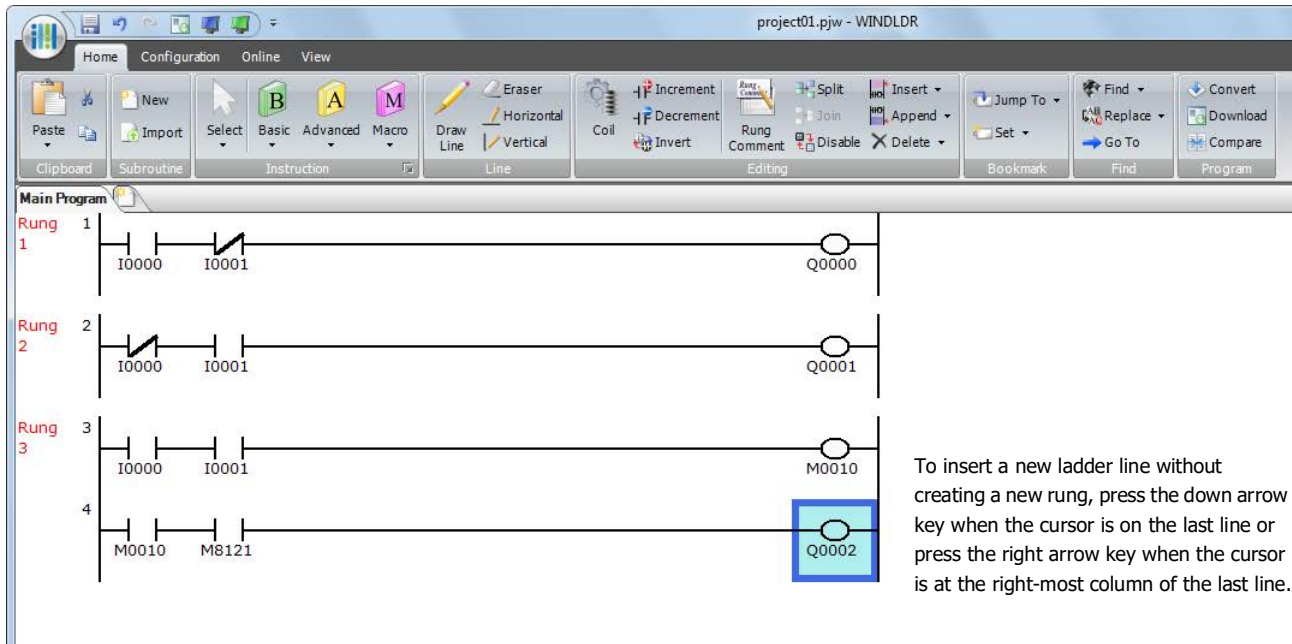 project01.pjw - WINDLDR
Home Configuration Online View
Paste
Clipboard
New
Import
Subroutine
Select
B
Basic
A
Advanced
M
Macro
Instruction
Draw
Line
Eraser
Horizontal
Vertical
Line
Coil
Increment
Decrement
Invert
Rung
Comment
Split
Join
Disable
Insert
Append
Delete
Editing
Jump To
Set
Bookmark
Find
Replace
Go To
Find
Convert
Download
Compare
Program
Main Program
Rung 1
1
I0000 I0001 Q0000
Rung 2
2
I0000 I0001 Q0001
Rung 3
3
I0000 I0001 M0010
4
M0010 M8121 Q0002
To insert a new ladder line without
creating a new rung, press the down arrow
key when the cursor is on the last line or
press the right arrow key when the cursor
is at the right-most column of the last line.